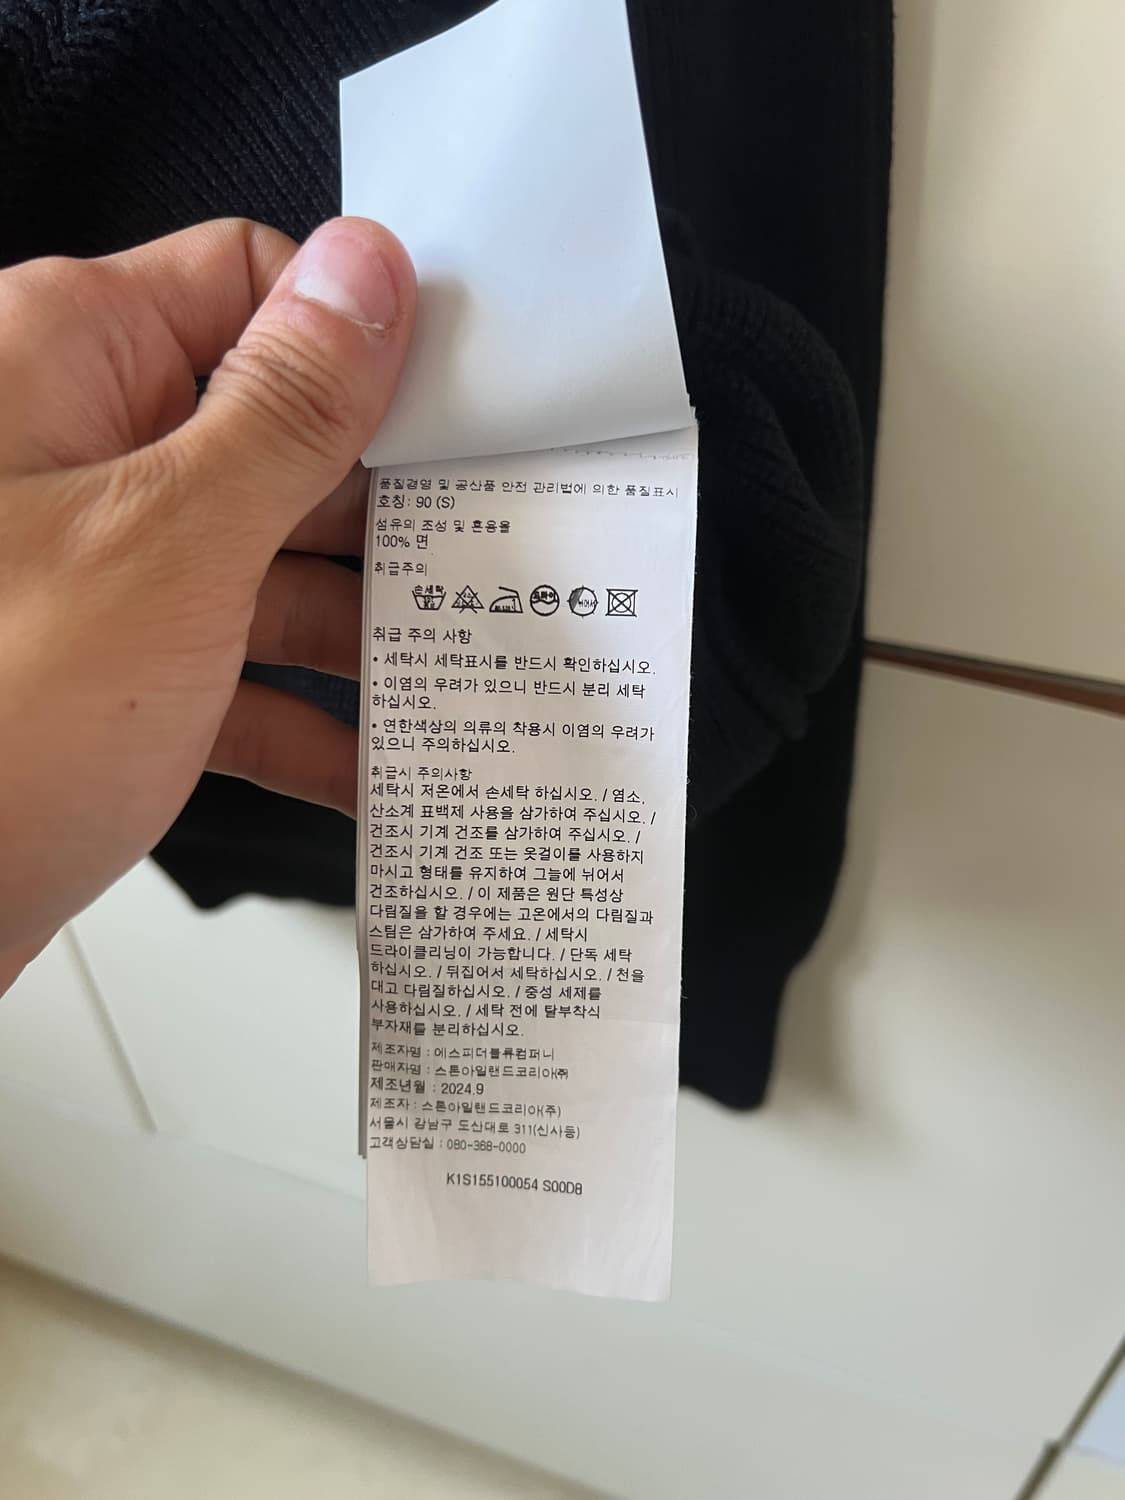 품질경영 및 공산품 안전 관리법에 의한 품질표시
호칭: 90 (S)
섬유의 조성 및 혼용율
100% 면
취급주의
손세탁
뉘어서
취급 주의 사항
• 세탁시 세탁표시를 반드시 확인하십시오.
• 이염의 우려가 있으니 반드시 분리 세탁
하십시오.
• 연한색상의 의류의 착용시 이염의 우려가
있으니 주의하십시오.
취급시 주의사항
세탁시 저온에서 손세탁 하십시오. / 염소,
산소계 표백제 사용을 삼가하여 주십시오. /
건조시 기계 건조를 삼가하여 주십시오. /
건조시 기계 건조 또는 옷걸이를 사용하지
마시고 형태를 유지하여 그늘에 뉘어서
건조하십시오. / 이 제품은 원단 특성상
다림질을 할 경우에는 고온에서의 다림질과
스팀은 삼가하여 주세요. / 세탁시
드라이클리닝이 가능합니다. / 단독 세탁
하십시오. / 뒤집어서 세탁하십시오. / 천을
대고 다림질하십시오. / 중성 세제를
사용하십시오. / 세탁 전에 탈부착식
부자재를 분리하십시오.
제조자명 : 에스피더블류컴퍼니
판매자명 : 스톤아일랜드코리아㈜
제조년월 : 2024.9
제조자 : 스톤아일랜드코리아(주)
서울시 강남구 도산대로 311(신사동)
고객상담실 : 080-368-0000
K1S155100054 S00D8